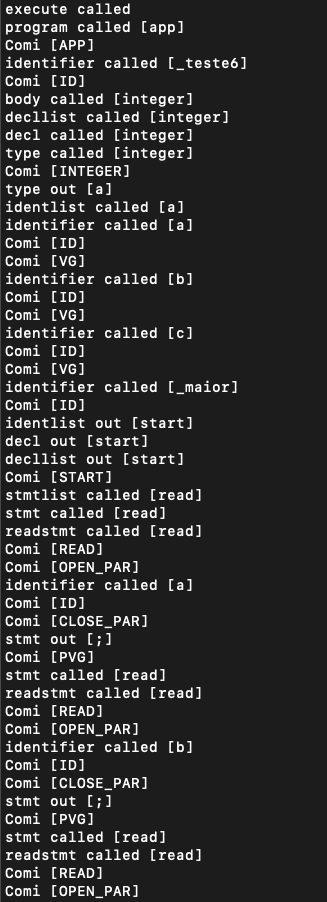 execute called
program called [app]
Comi [APP]
identifier called [_teste6]
Comi [ID]
body called [integer]
decllist called [integer]
decl called [integer]
type called [integer]
Comi [INTEGER]
type out [a]
identlist called [a]
identifier called [a]
Comi [ID]
Comi [VG]
identifier called [b]
Comi [ID]
Comi [VG]
identifier called [c]
Comi [ID]
Comi [VG]
identifier called [_maior]
Comi [ID]
identlist out [start]
decl out [start]
decllist out [start]
Comi [START]
stmtlist called [read]
stmt called [read]
readstmt called [read]
Comi [READ]
Comi [OPEN_PAR]
identifier called [a]
Comi [ID]
Comi [CLOSE_PAR]
stmt out [;]
Comi [PVG]
stmt called [read]
readstmt called [read]
Comi [READ]
Comi [OPEN_PAR]
identifier called [b]
Comi [ID]
Comi [CLOSE_PAR]
stmt out [;]
Comi [PVG]
stmt called [read]
readstmt called [read]
Comi [READ]
Comi [OPEN_PAR]